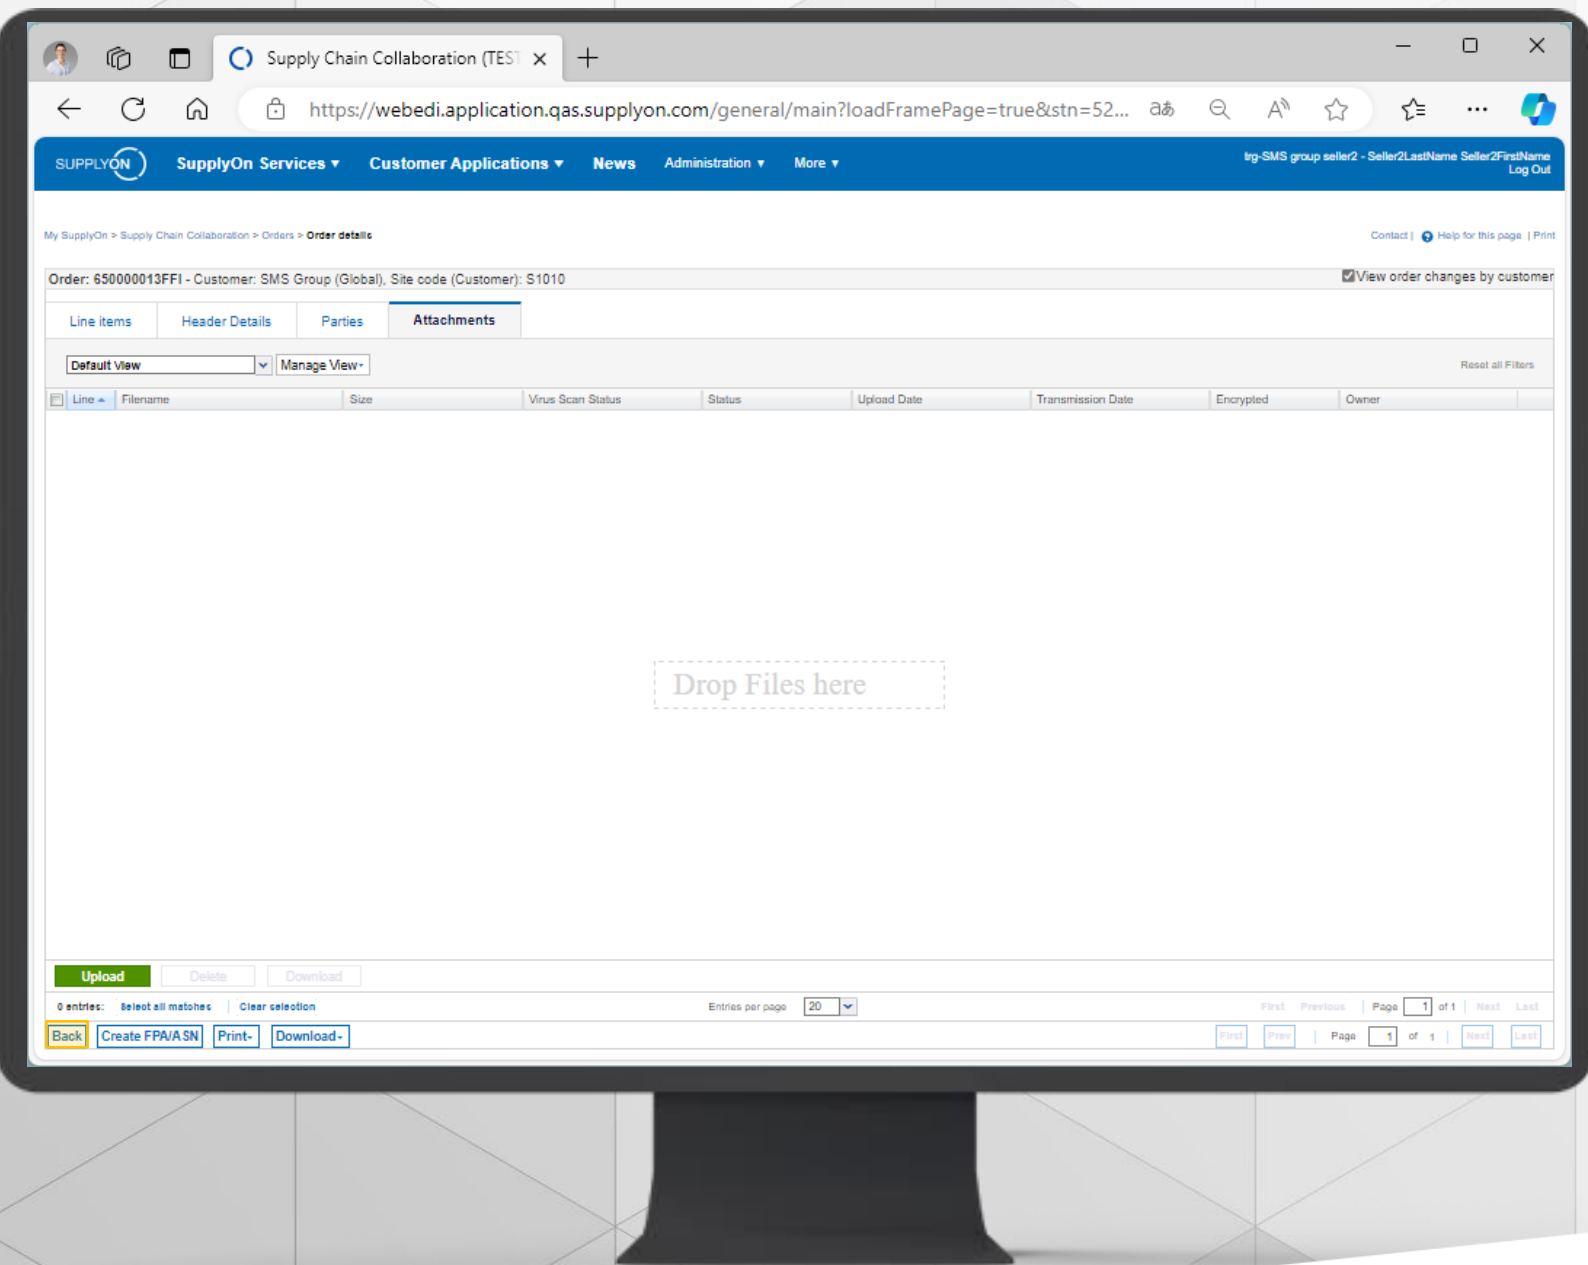 Supply Chain Collaboration (TEST
https://webedi.application.qas.supplyon.com/general/main?loadFramePage=true&stn=52...
SUPPLYON
SupplyOn Services ▾ Customer Applications ▾ News Administration ▾ More ▾
trg-SMS group seller2 - Seller2LastName Seller2FirstName
Log Out
My SupplyOn > Supply Chain Collaboration > Orders > Order details
Contact | Help for this page | Print
Order: 650000013FFI - Customer: SMS Group (Global), Site code (Customer): S1010
View order changes by customer
Line items Header Details Parties Attachments
Default View Manage View
Reset all Filters
Line Filename Size Virus Scan Status Status Upload Date Transmission Date Encrypted Owner
Drop Files here
Upload Delete Download
0 entries: Select all matches | Clear selection Entries per page 20 First Previous | Page 1 of 1 | Next Last
Back Create FPA/ASN Print Download First Prev | Page 1 of 1 | Next Last